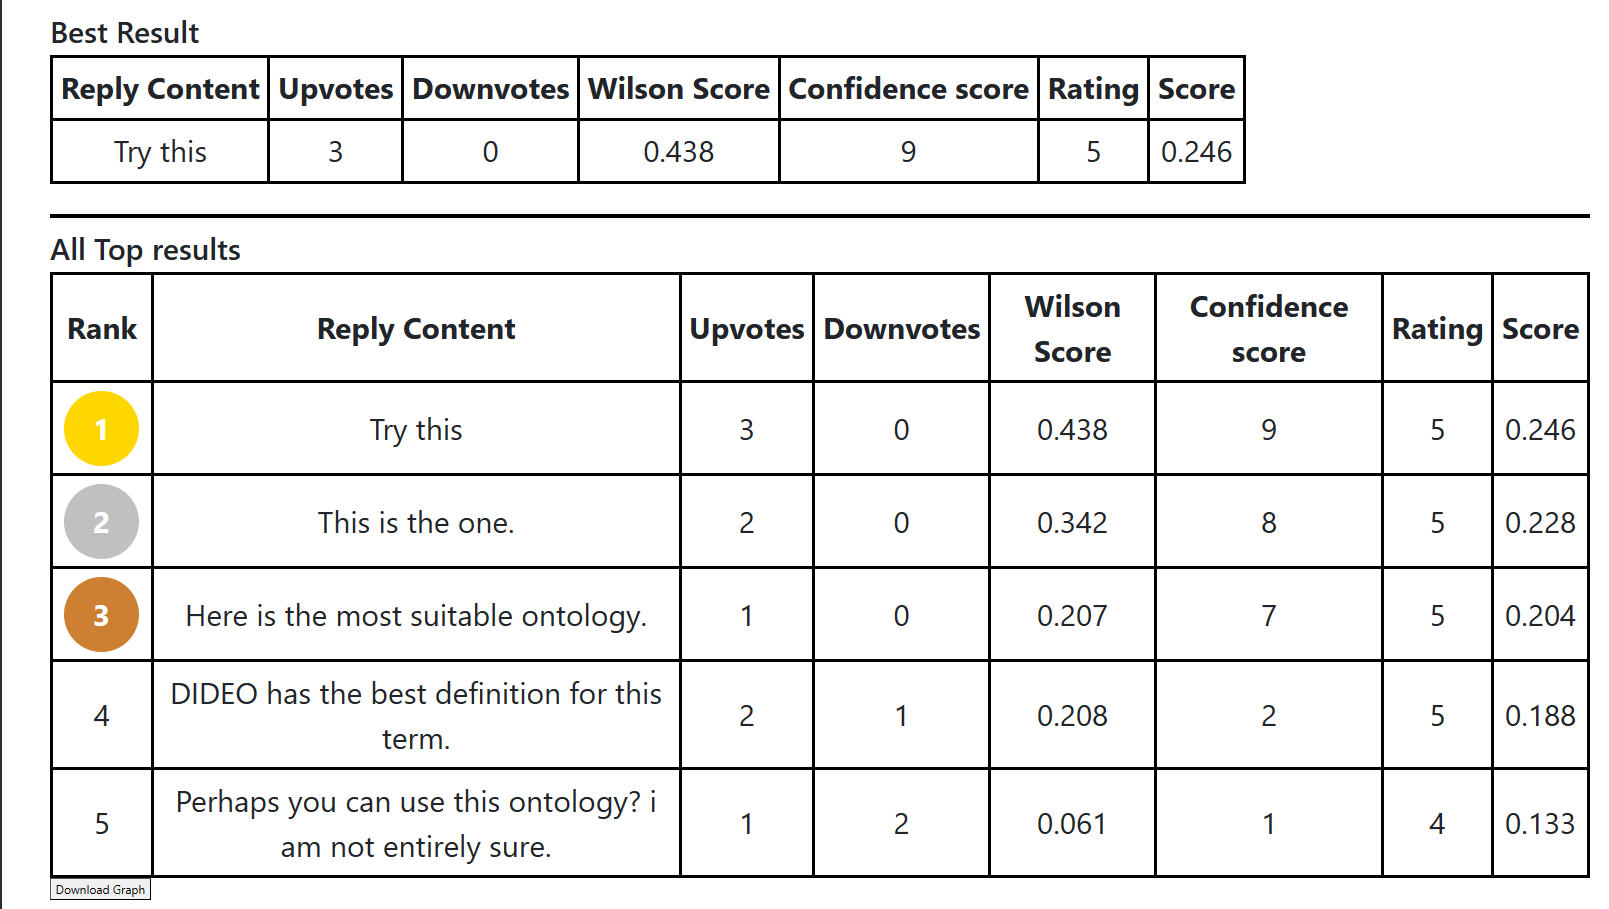 Best Result
Reply Content Upvotes Downvotes Wilson Score Confidence score Rating Score
Try this 3 0 0.438 9 5 0.246
All Top results
Rank Reply Content Upvotes Downvotes Wilson Score Confidence score Rating Score
1 Try this 3 0 0.438 9 5 0.246
2 This is the one. 2 0 0.342 8 5 0.228
3 Here is the most suitable ontology. 1 0 0.207 7 5 0.204
4 DIDEO has the best definition for this term. 2 1 0.208 2 5 0.188
5 Perhaps you can use this ontology? i am not entirely sure. 1 2 0.061 1 4 0.133
Download Graph